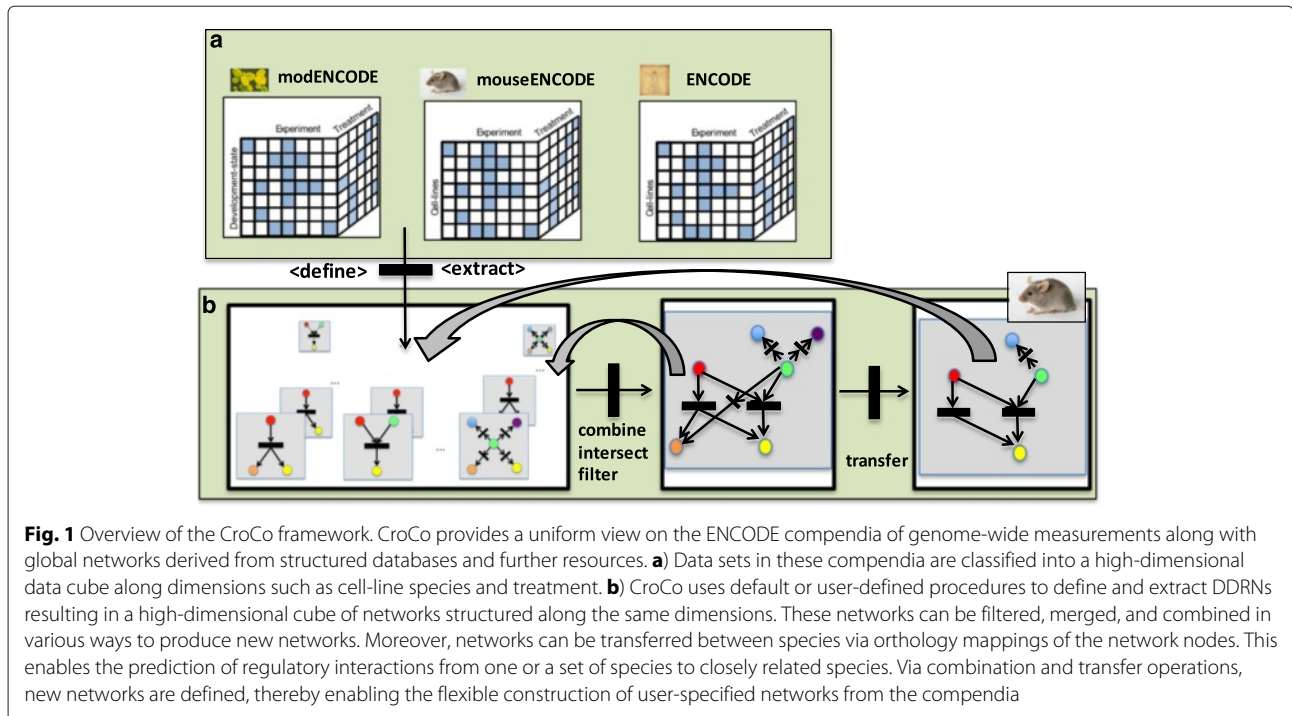 a
modENCODE
mouseENCODE
ENCODE
Experiment
Treatment
Development-state
Experiment
Treatment
Cell-lines
Experiment
Treatment
Cell-lines
<define>
<extract>
b
...
...
...
combine
intersect
filter
transfer
Fig. 1 Overview of the CroCo framework. CroCo provides a uniform view on the ENCODE compendia of genome-wide measurements along with
global networks derived from structured databases and further resources. a) Data sets in these compendia are classified into a high-dimensional
data cube along dimensions such as cell-line species and treatment. b) CroCo uses default or user-defined procedures to define and extract DDRNs
resulting in a high-dimensional cube of networks structured along the same dimensions. These networks can be filtered, merged, and combined in
various ways to produce new networks. Moreover, networks can be transferred between species via orthology mappings of the network nodes. This
enables the prediction of regulatory interactions from one or a set of species to closely related species. Via combination and transfer operations,
new networks are defined, thereby enabling the flexible construction of user-specified networks from the compendia